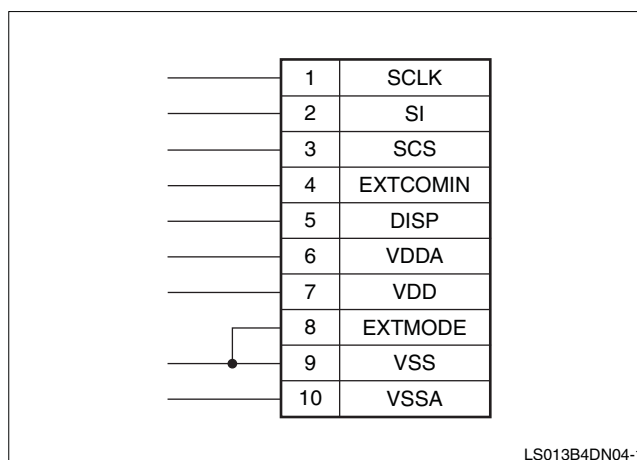 1 SCLK
2 SI
3 SCS
4 EXTCOMIN
5 DISP
6 VDDA
7 VDD
8 EXTMODE
9 VSS
10 VSSA